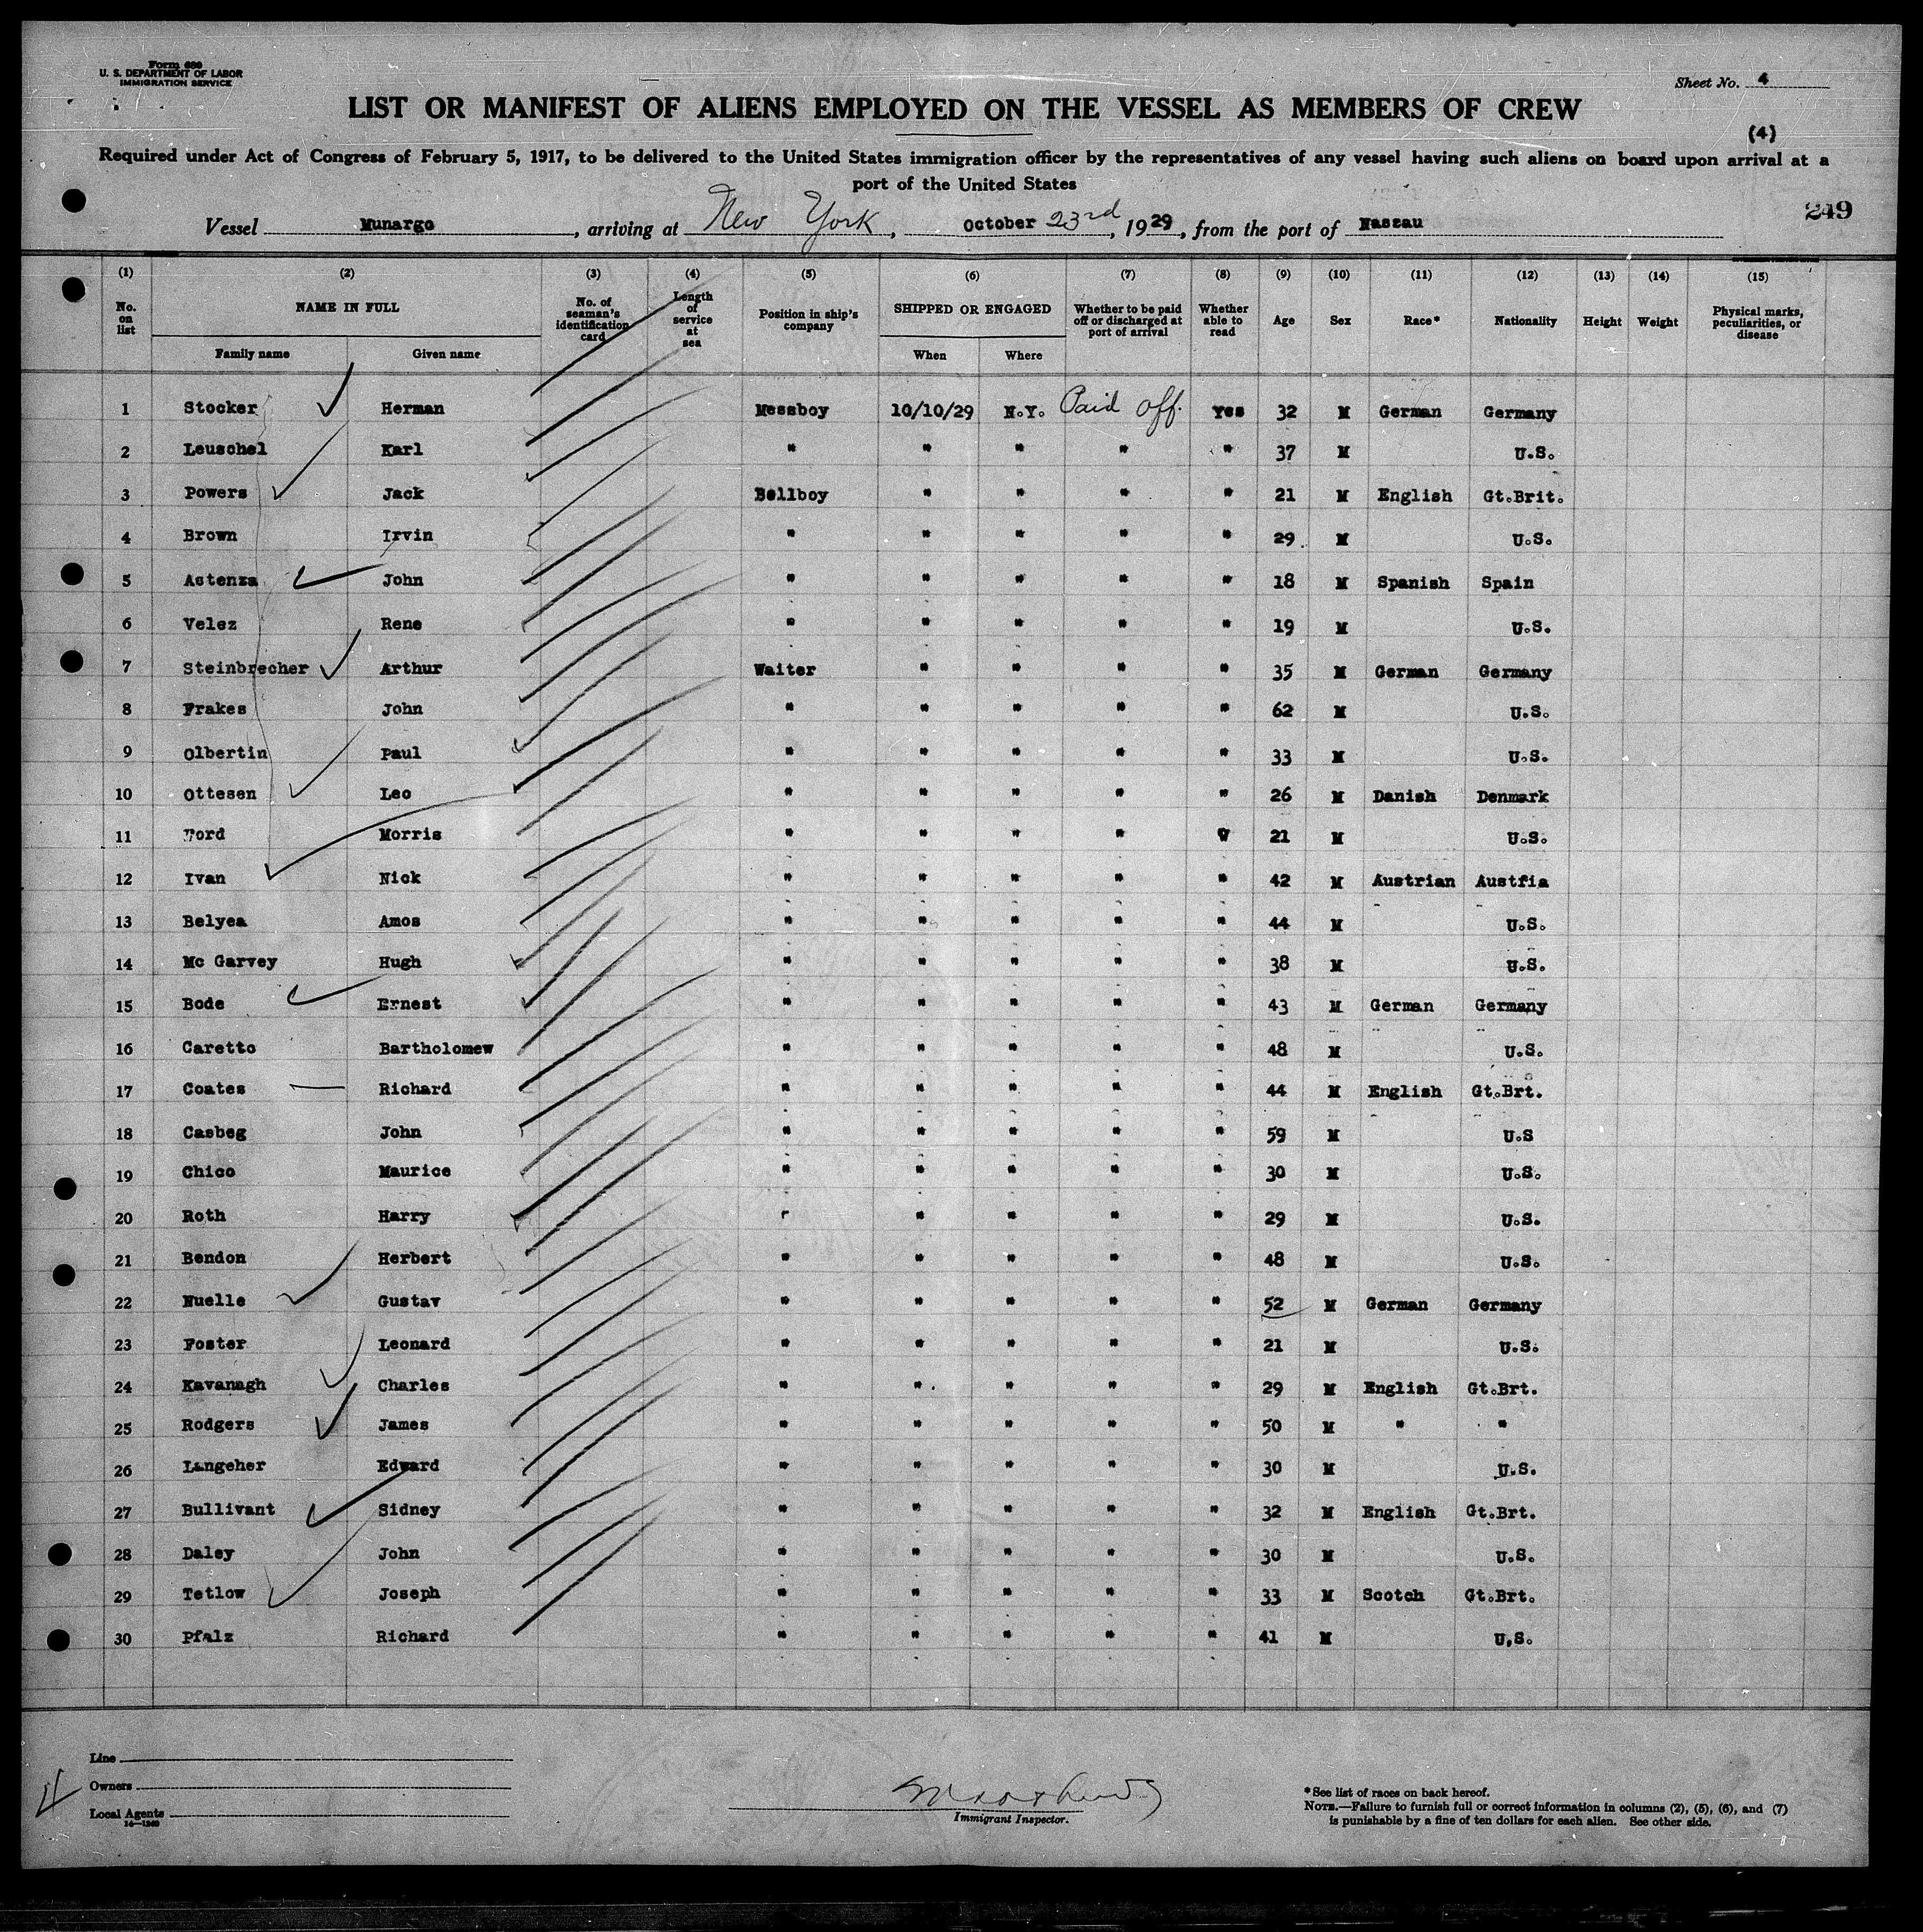 Form 680
U. S. DEPARTMENT OF LABOR
IMMIGRATION SERVICE
Sheet No. 4
LIST OR MANIFEST OF ALIENS EMPLOYED ON THE VESSEL AS MEMBERS OF CREW
(4)
Required under Act of Congress of February 5, 1917, to be delivered to the United States immigration officer by the representatives of any vessel having such aliens on board upon arrival at a
port of the United States
249
Vessel Munargo, arriving at New York, October 23rd, 1929, from the port of Nassau
(1) (2) (3) (4) (5) (6) (7) (8) (9) (10) (11) (12) (13) (14) (15)
No. on list NAME IN FULL No. of seaman's identification card Length of service at sea Position in ship's company SHIPPED OR ENGAGED Whether to be paid off or discharged at port of arrival Whether able to read Age Sex Race* Nationality Height Weight Physical marks, peculiarities, or disease
Family name Given name When Where
1 Stocker Herman Messboy 10/10/29 N.Y. Paid off. Yes 32 M German Germany
2 Leuschel Karl " " " " " 37 M U.S.
3 Powers Jack Bellboy " " " " 21 M English Gt.Brit.
4 Brown Irvin " " " " " 29 M U.S.
5 Astenza John " " " " " 18 M Spanish Spain
6 Velez Rene " " " " " 19 M U.S.
7 Steinbrecher Arthur Waiter " " " " 35 M German Germany
8 Frakes John " " " " " 62 M U.S.
9 Olbertin Paul " " " " " 33 M U.S.
10 Ottesen Leo " " " " " 26 M Danish Denmark
11 Ford Morris " " " " " 21 M U.S.
12 Ivan Nick " " " " " 42 M Austrian Austfia
13 Belyea Amos " " " " " 44 M U.S.
14 Mc Garvey Hugh " " " " " 38 M U.S.
15 Bode Ernest " " " " " 43 M German Germany
16 Caretto Bartholomew " " " " " 48 M U.S.
17 Coates Richard " " " " " 44 M English Gt.Brt.
18 Casbeg John " " " " " 59 M U.S
19 Chico Maurice " " " " " 30 M U.S.
20 Roth Harry " " " " " 29 M U.S.
21 Bendon Herbert " " " " " 48 M U.S.
22 Nuelle Gustav " " " " " 52 M German Germany
23 Foster Leonard " " " " " 21 M U.S.
24 Kavanagh Charles " " " " " 29 M English Gt.Brt.
25 Rodgers James " " " " " 50 M " "
26 Langeher Edward " " " " " 30 M U.S.
27 Bullivant Sidney " " " " " 32 M English Gt.Brt.
28 Daley John " " " " " 30 M U.S.
29 Tetlow Joseph " " " " " 33 M Scotch Gt.Brt.
30 Pfalz Richard " " " " " 41 M U.S.
Line
Owners
Local Agents
14—1240
Immigrant Inspector.
*See list of races on back hereof.
NOTE.—Failure to furnish full or correct information in columns (2), (5), (6), and (7)
is punishable by a fine of ten dollars for each alien. See other side.